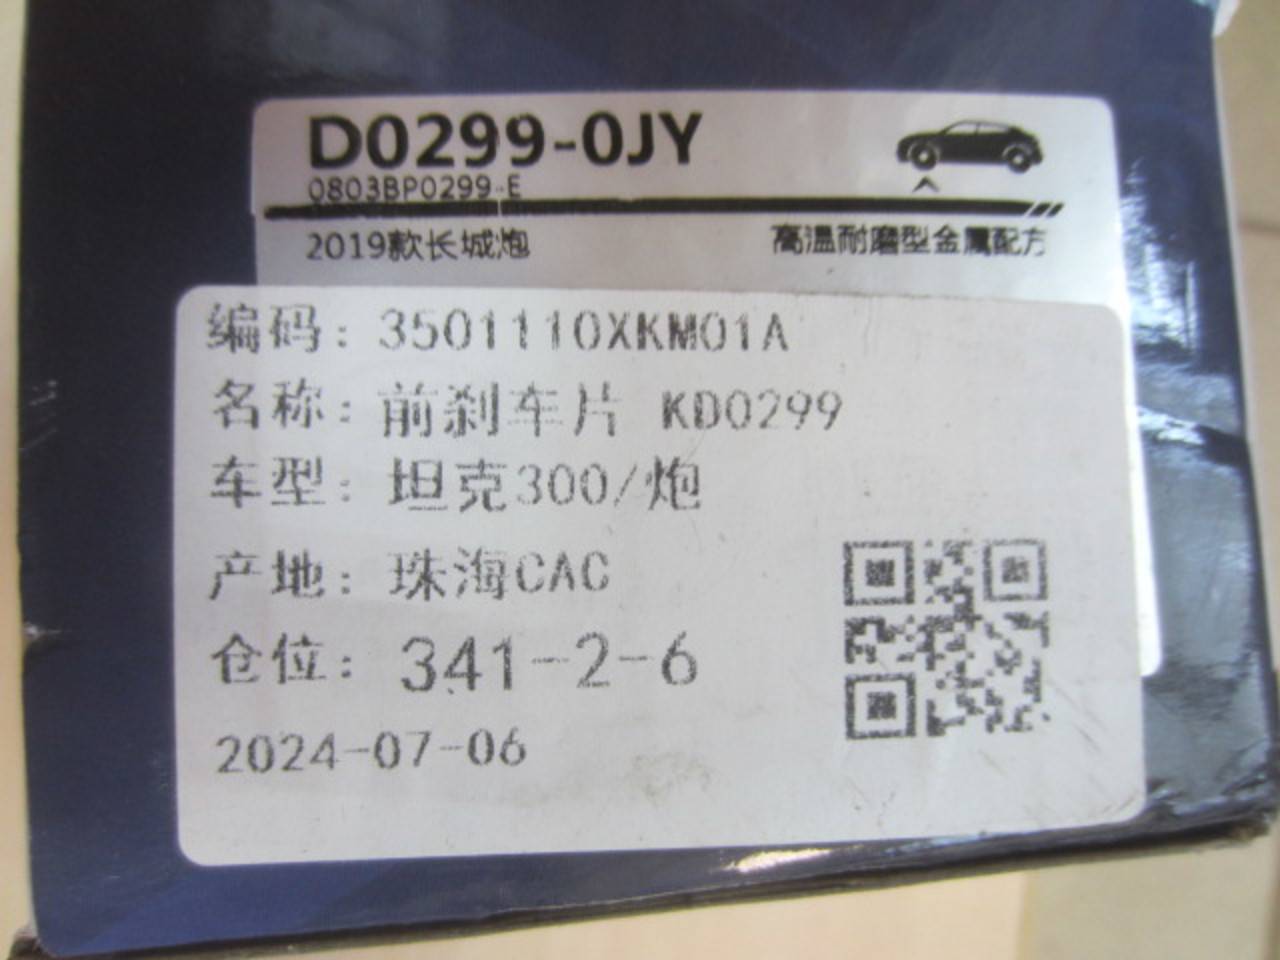 D0299-0JY
0803BP0299-E
2019款长城炮 高温耐磨型金属配方
编码：3501110XKM01A
名称：前刹车片 KD0299
车型：坦克300/炮
产地：珠海CAC
仓位：341-2-6
2024-07-06